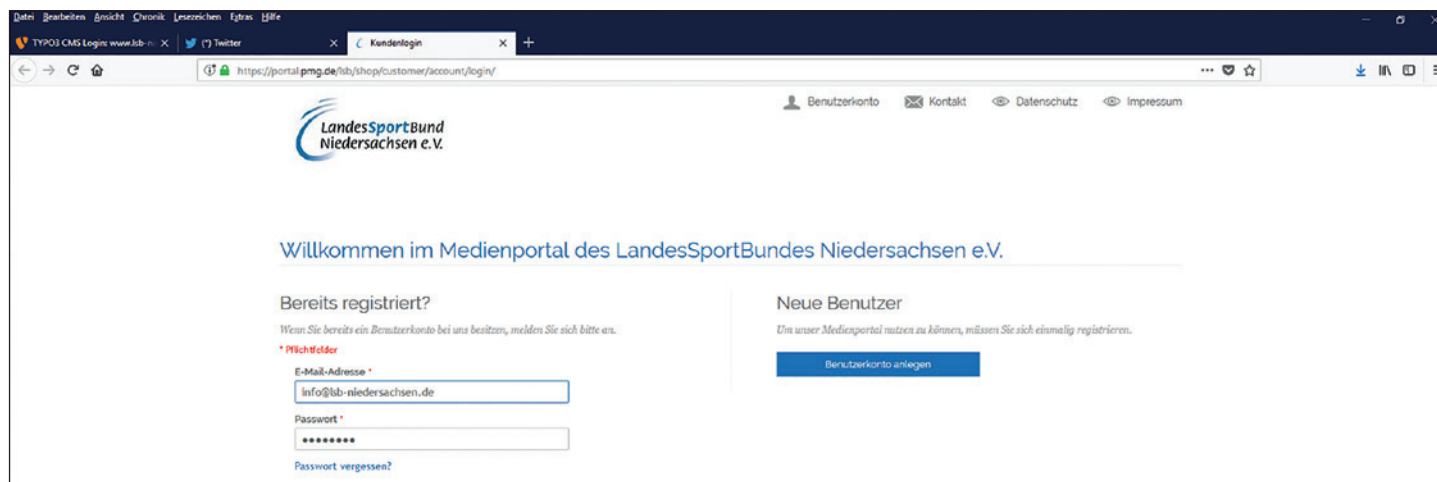 Datei Bearbeiten Ansicht Chronik Lesezeichen Extras Hilfe
TYPO3 CMS Login: www.lsb-n
(*) Twitter
Kundenlogin
https://portal.pmg.de/lsb/shop/customer/account/login/
Benutzerkonto Kontakt Datenschutz Impressum
LandesSportBund
Niedersachsen e.V.
Willkommen im Medienportal des LandesSportBundes Niedersachsen e.V.
Bereits registriert?
Wenn Sie bereits ein Benutzerkonto bei uns besitzen, melden Sie sich bitte an.
* Pflichtfelder
E-Mail-Adresse *
info@lsb-niedersachsen.de
Passwort *
••••••••
Passwort vergessen?
Neue Benutzer
Um unser Medienportal nutzen zu können, müssen Sie sich einmalig registrieren.
Benutzerkonto anlegen